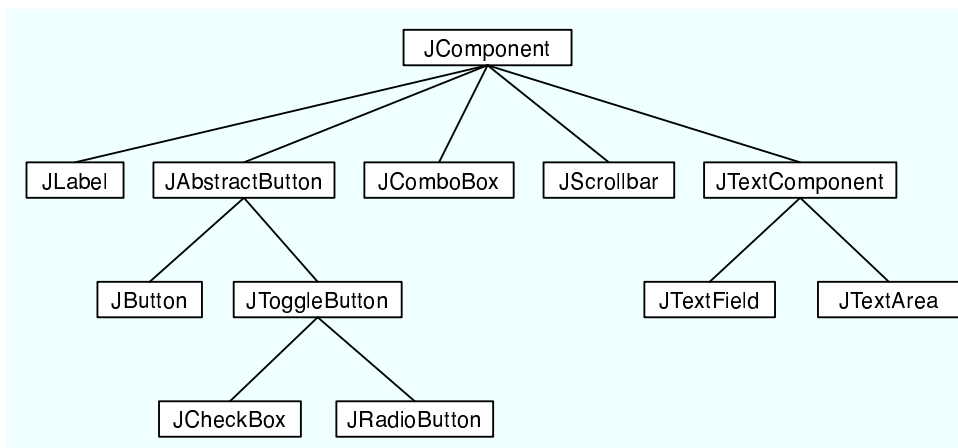 JComponent
JLabel JAbstractButton JComboBox JScrollbar JTextComponent
JButton JToggleButton JTextField JTextArea
JCheckBox JRadioButton